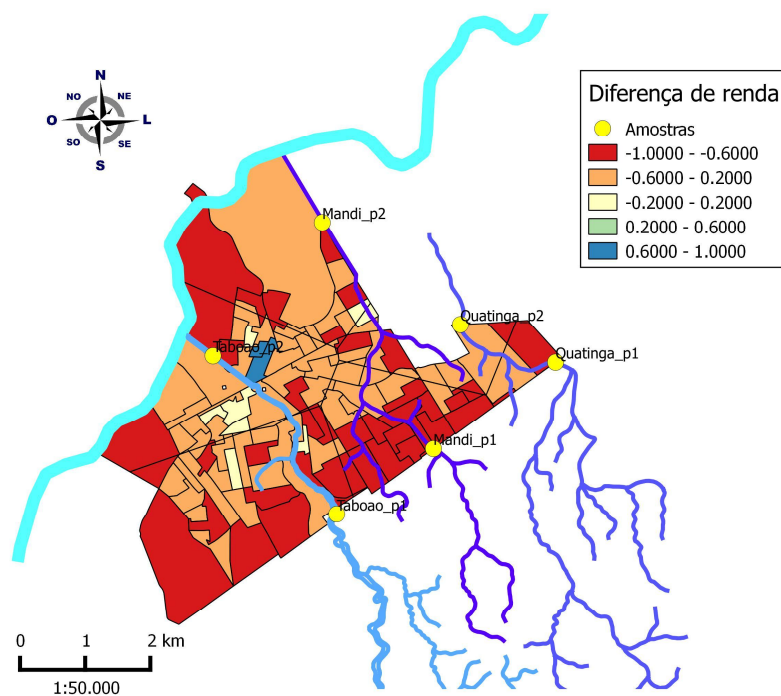 N
NO
NE
O
L
SO
SE
S
Diferença de renda
Amostras
-1.0000 - -0.6000
-0.6000 - 0.2000
-0.2000 - 0.2000
0.2000 - 0.6000
0.6000 - 1.0000
Mandi_p2
Quatinga_p2
Taboao_p2
Quatinga_p1
Mandi_p1
Taboao_p1
0 1 2 km
1:50.000